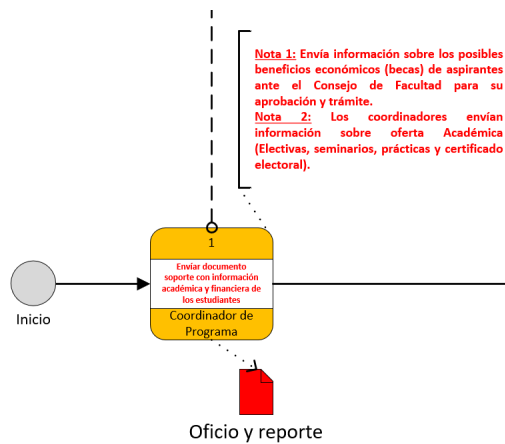 Nota 1: Envía información sobre los posibles
beneficios económicos (becas) de aspirantes
ante el Consejo de Facultad para su
aprobación y trámite.
Nota 2: Los coordinadores envían
información sobre oferta Académica
(Electivas, seminarios, prácticas y certificado
electoral).
1
Envíar documento
soporte con información
académica y financiera de
los estudiantes
Coordinador de
Programa
Inicio
Oficio y reporte